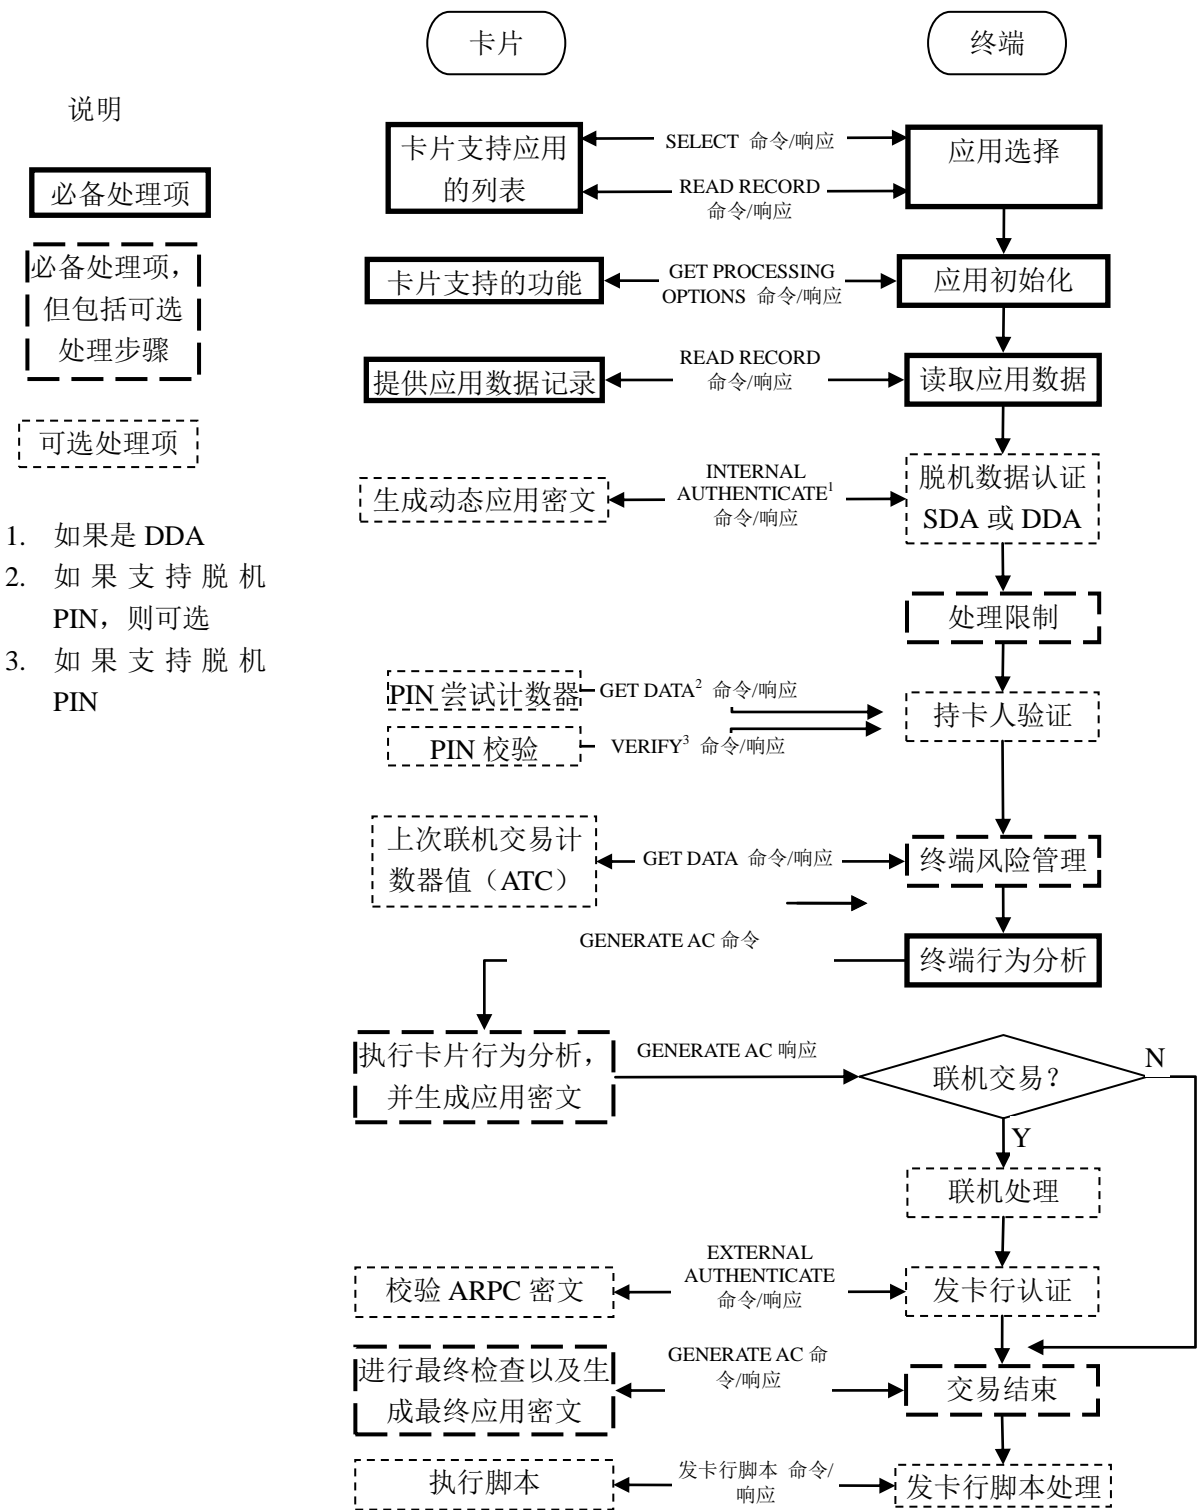 卡片
终端
说明
必备处理项
必备处理项，
但包括可选
处理步骤
可选处理项
1. 如果是 DDA
2. 如果支持脱机
PIN，则可选
3. 如果支持脱机
PIN
卡片支持应用
的列表
SELECT 命令/响应
READ RECORD
命令/响应
应用选择
卡片支持的功能
GET PROCESSING
OPTIONS 命令/响应
应用初始化
提供应用数据记录
READ RECORD
命令/响应
读取应用数据
生成动态应用密文
INTERNAL
AUTHENTICATE1
命令/响应
脱机数据认证
SDA 或 DDA
处理限制
PIN 尝试计数器
GET DATA2 命令/响应
PIN 校验
VERIFY3 命令/响应
持卡人验证
上次联机交易计
数器值（ATC）
GET DATA 命令/响应
终端风险管理
GENERATE AC 命令
终端行为分析
执行卡片行为分析，
并生成应用密文
GENERATE AC 响应
联机交易？
N
Y
联机处理
校验 ARPC 密文
EXTERNAL
AUTHENTICATE
命令/响应
发卡行认证
进行最终检查以及生
成最终应用密文
GENERATE AC 命
令/响应
交易结束
执行脚本
发卡行脚本 命令/
响应
发卡行脚本处理